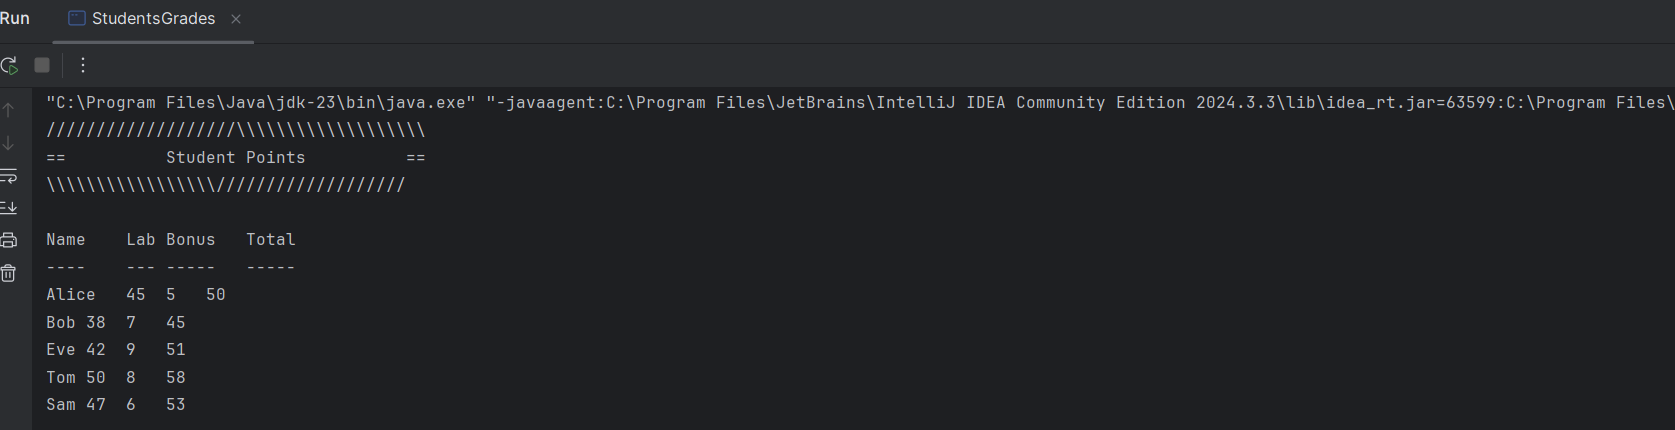 Run StudentsGrades
"C:\Program Files\Java\jdk-23\bin\java.exe" "-javaagent:C:\Program Files\JetBrains\IntelliJ IDEA Community Edition 2024.3.3\lib\idea_rt.jar=63599:C:\Program Files\
///////////////////\\\\\\\\\\\\\\\\\\\
==          Student Points          ==
\\\\\\\\\\\\\\\\\///////////////////

Name    Lab Bonus   Total
----    --- -----   -----
Alice   45  5   50
Bob 38  7   45
Eve 42  9   51
Tom 50  8   58
Sam 47  6   53